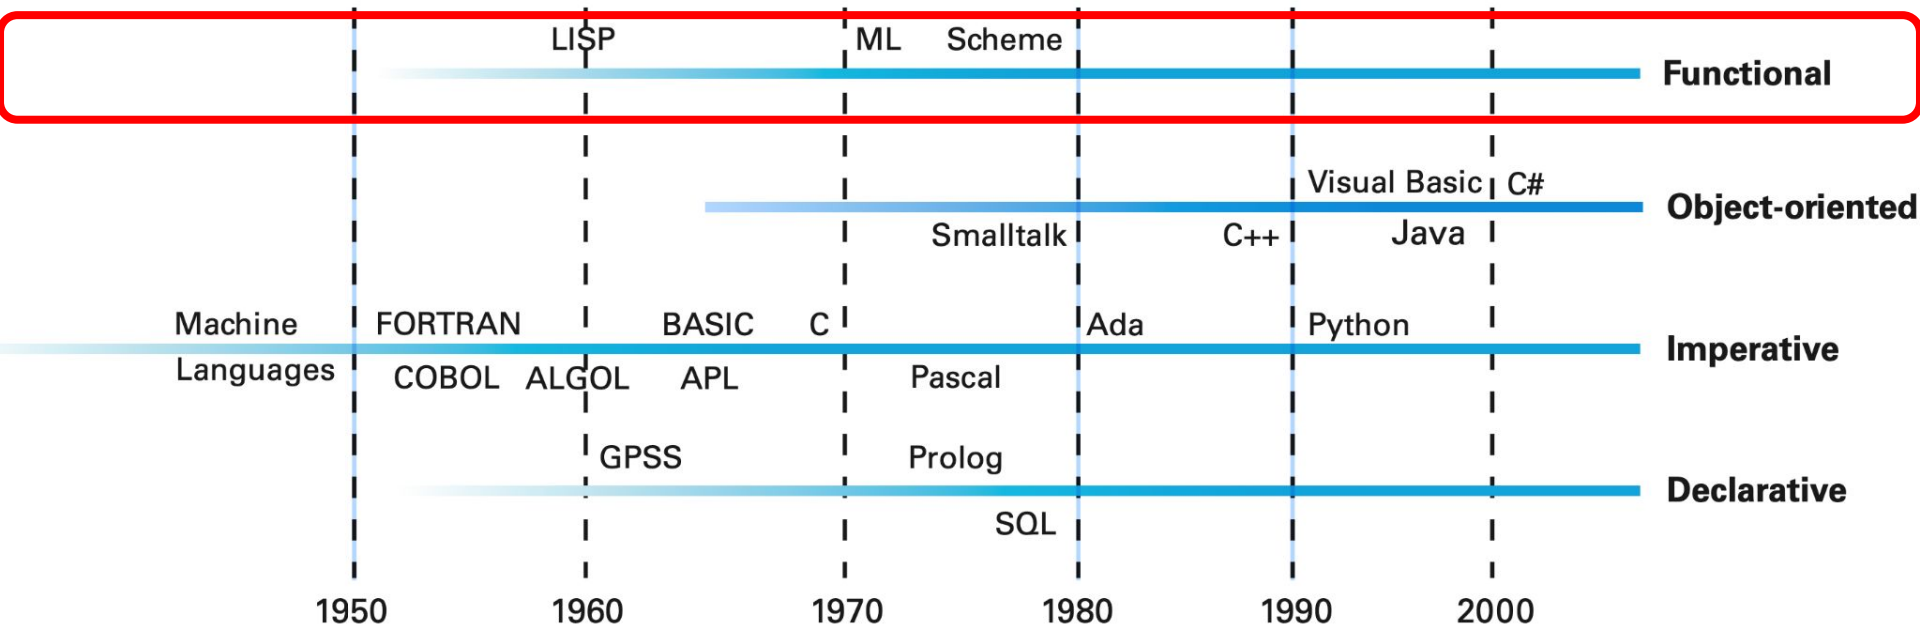 LISP ML Scheme
Functional
Visual Basic C#
Object-oriented
Smalltalk C++ Java
Machine FORTRAN BASIC C Ada Python
Imperative
Languages COBOL ALGOL APL Pascal
GPSS Prolog
Declarative
SQL
1950 1960 1970 1980 1990 2000